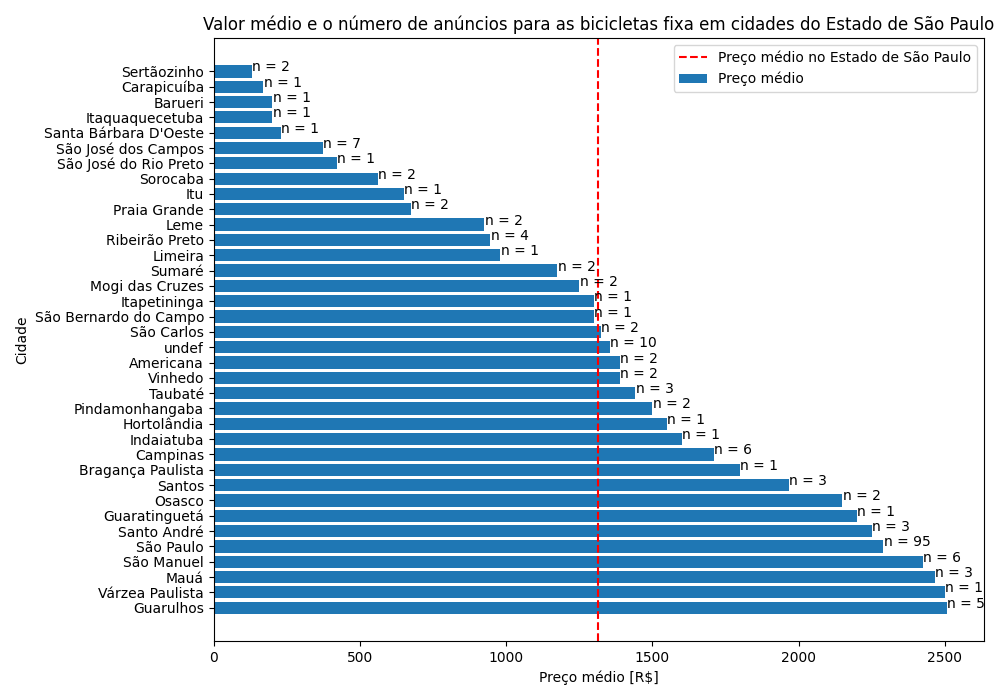 Valor médio e o número de anúncios para as bicicletas fixa em cidades do Estado de São Paulo
Preço médio no Estado de São Paulo
Preço médio
Sertãozinho n = 2
Carapicuíba n = 1
Barueri n = 1
Itaquaquecetuba n = 1
Santa Bárbara D'Oeste n = 1
São José dos Campos n = 7
São José do Rio Preto n = 1
Sorocaba n = 2
Itu n = 1
Praia Grande n = 2
Leme n = 2
Ribeirão Preto n = 4
Limeira n = 1
Sumaré n = 2
Mogi das Cruzes n = 2
Itapetininga n = 1
São Bernardo do Campo n = 1
São Carlos n = 2
undef n = 10
Americana n = 2
Vinhedo n = 2
Taubaté n = 3
Pindamonhangaba n = 2
Hortolândia n = 1
Indaiatuba n = 1
Campinas n = 6
Bragança Paulista n = 1
Santos n = 3
Osasco n = 2
Guaratinguetá n = 1
Santo André n = 3
São Paulo n = 95
São Manuel n = 6
Mauá n = 3
Várzea Paulista n = 1
Guarulhos n = 5
Cidade
0 500 1000 1500 2000 2500
Preço médio [R$]